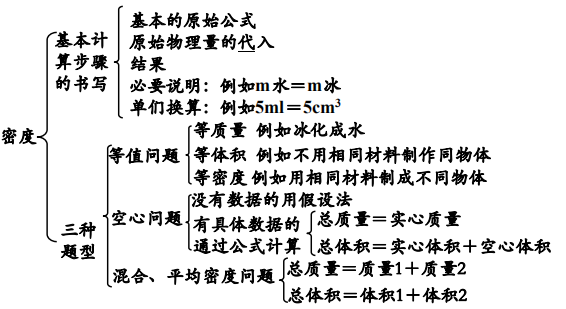 密度
基本计
算步骤
的书写
基本的原始公式
原始物理量的代入
结果
必要说明：例如m水＝m冰
单们换算：例如5ml＝5cm³
三种
题型
等值问题
等质量 例如冰化成水
等体积 例如不用相同材料制作同物体
等密度 例如用相同材料制成不同物体
空心问题
没有数据的用假设法
有具体数据的
通过公式计算
总质量＝实心质量
总体积＝实心体积＋空心体积
混合、平均密度问题
总质量＝质量1＋质量2
总体积＝体积1＋体积2